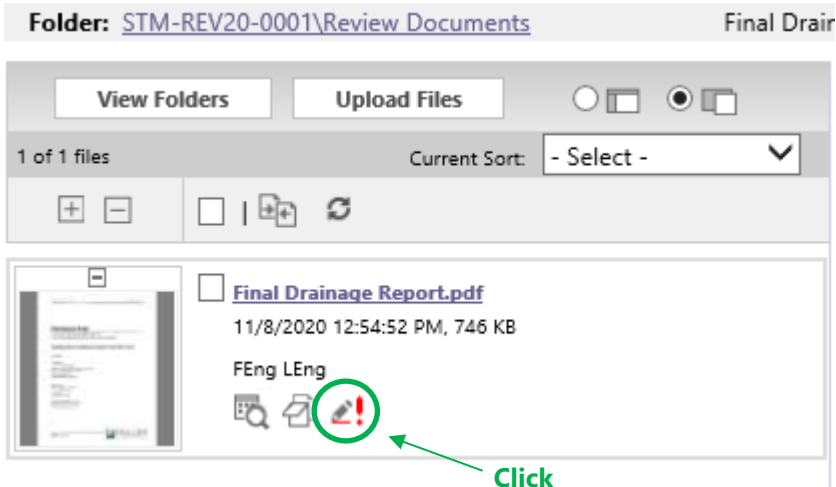 Folder: STM-REV20-0001\Review Documents Final Drain
View Folders Upload Files
1 of 1 files Current Sort: - Select -
Final Drainage Report.pdf
11/8/2020 12:54:52 PM, 746 KB
FEng LEng
Click